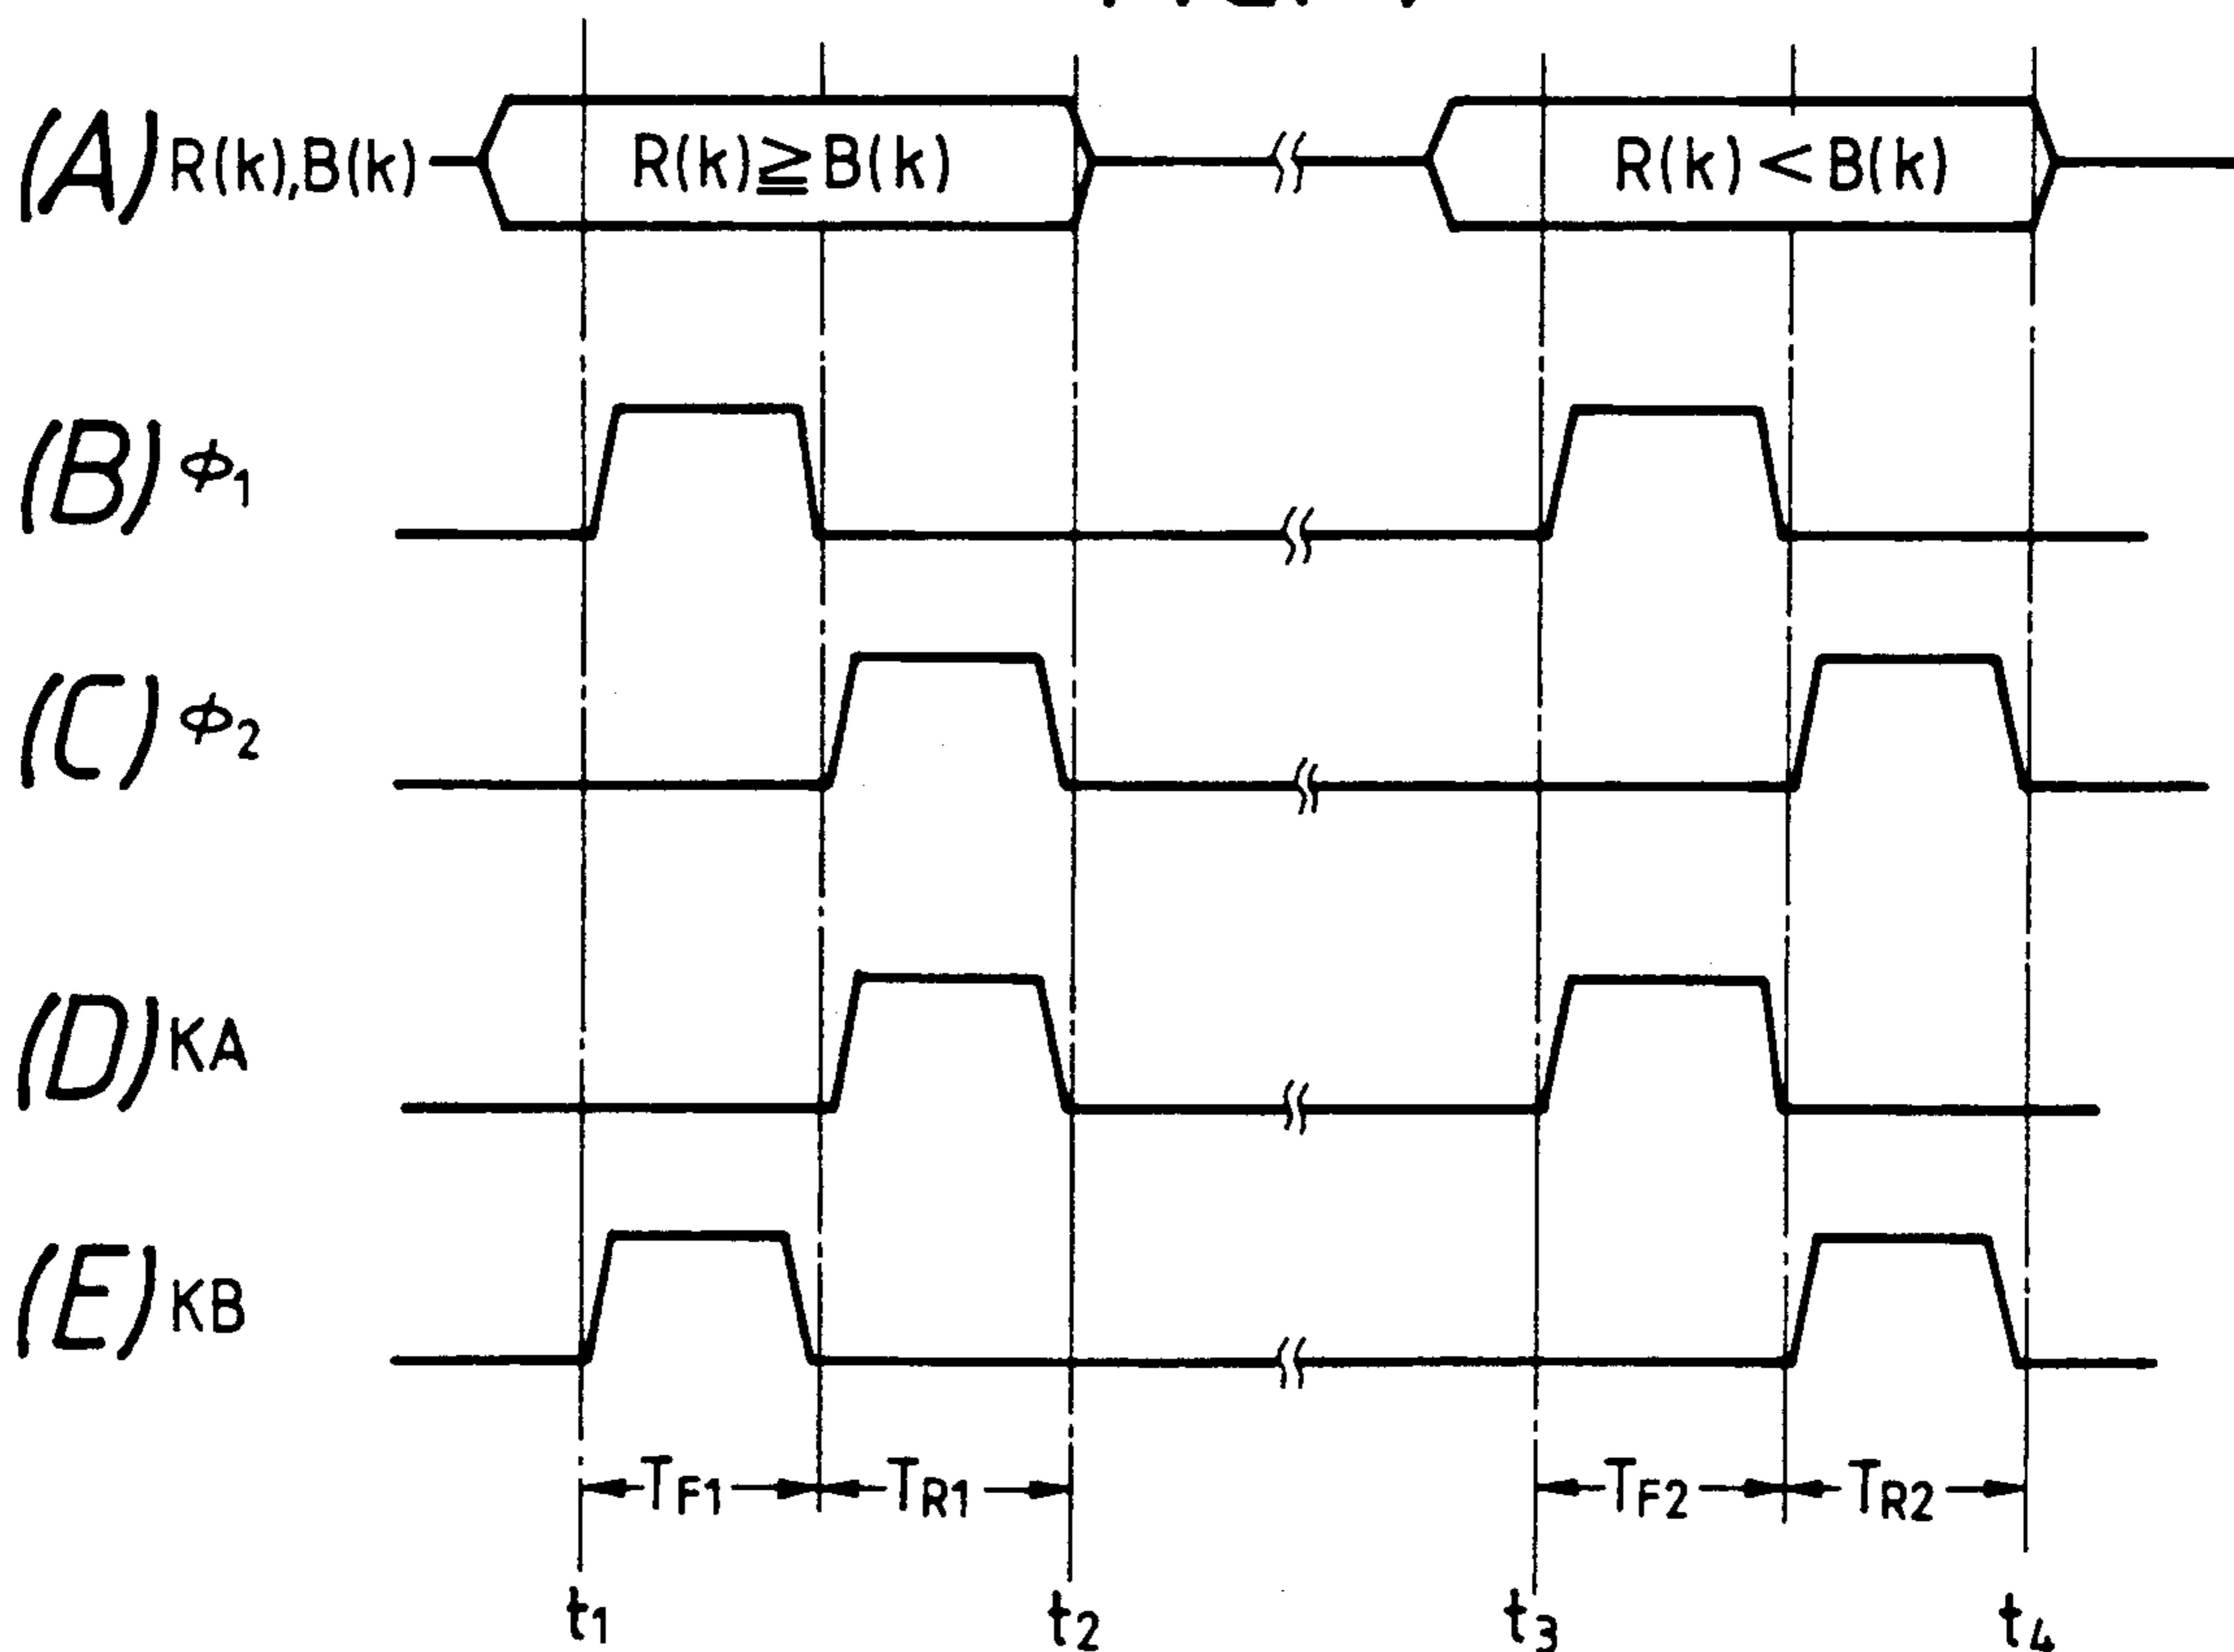 (A) R(k),B(k) R(k)≧B(k) R(k)<B(k)
(B) ϕ1
(C) ϕ2
(D) KA
(E) KB
TF1 TR1 TF2 TR2
t1 t2 t3 t4